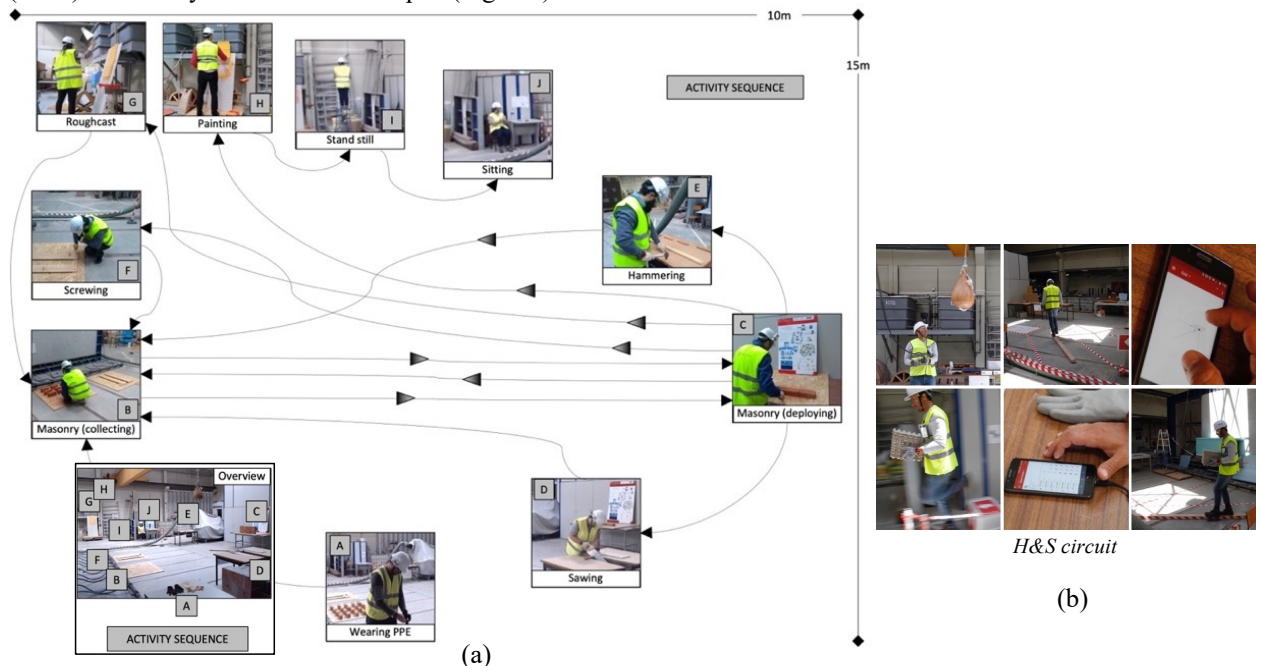 10m
15m
ACTIVITY SEQUENCE
G
Roughcast
H
Painting
I
Stand still
J
Sitting
E
Hammering
F
Screwing
C
Masonry (deploying)
B
Masonry (collecting)
Overview
G
H
I
J
E
C
F
B
D
A
ACTIVITY SEQUENCE
A
Wearing PPE
D
Sawing
(a)
H&S circuit
(b)